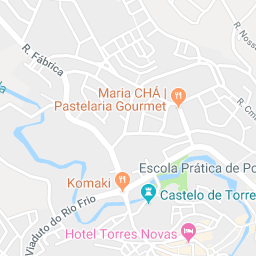 R. Fábrica
R. Nosso
Maria CHÁ |
Pastelaria Gourmet
Escola Prática de Po
Komaki
Castelo de Torre
Viaduto do Rio Frio
Hotel Torres Novas